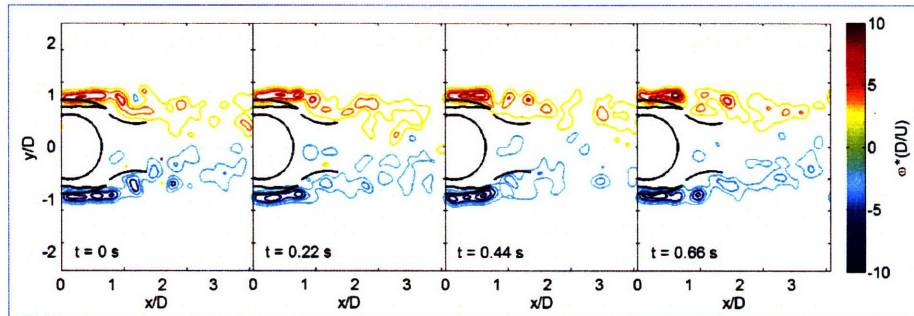 2
1
0
-1
-2
y/D
t = 0 s
t = 0.22 s
t = 0.44 s
t = 0.66 s
0 1 2 3 0 1 2 3 0 1 2 3 0 1 2 3
x/D x/D x/D x/D
10
5
0
-5
-10
ω*(D/U)